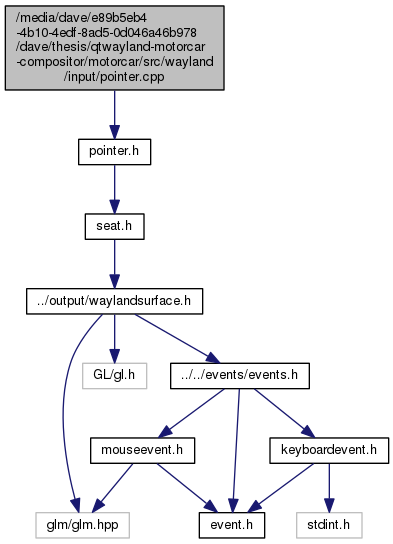 /media/dave/e89b5eb4
-4b10-4edf-8ad5-0d046a46b978
/dave/thesis/qtwayland-motorcar
-compositor/motorcar/src/wayland
/input/pointer.cpp
pointer.h
seat.h
../output/waylandsurface.h
GL/gl.h
../../events/events.h
mouseevent.h
keyboardevent.h
glm/glm.hpp
event.h
stdint.h